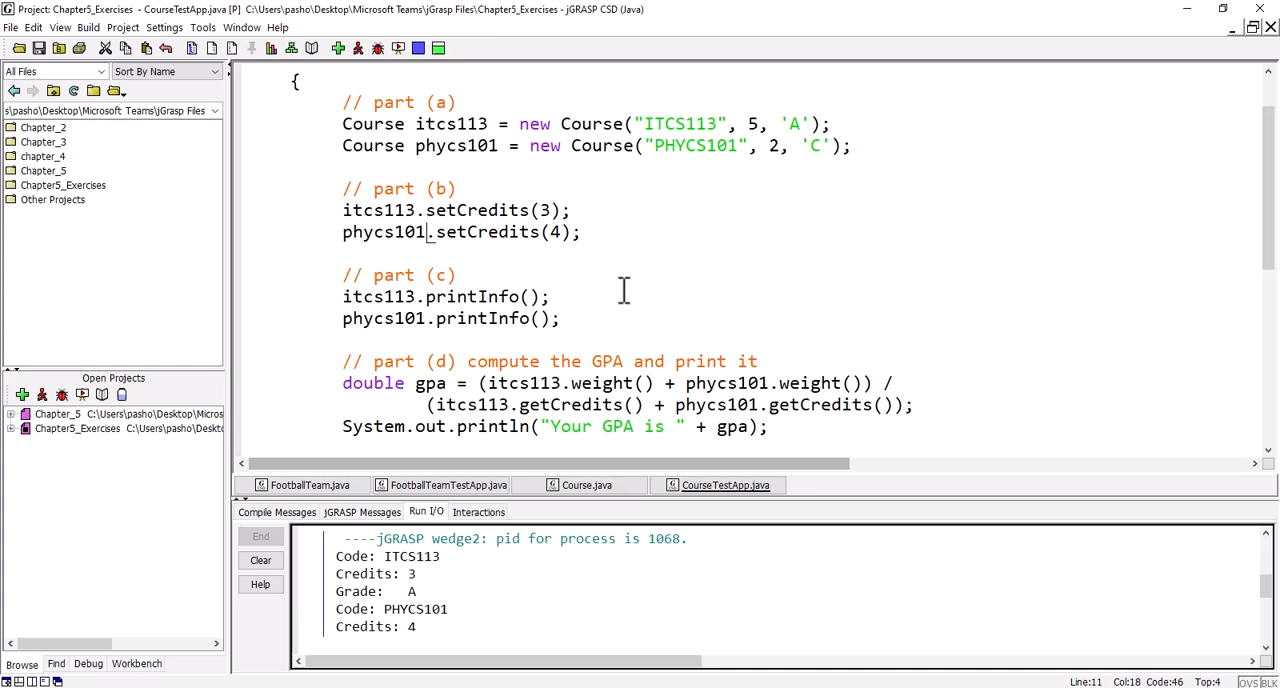 Project: Chapter5_Exercises - CourseTestApp.java [P] C:\Users\pasho\Desktop\Microsoft Teams\jGrasp Files\Chapter5_Exercises - jGRASP CSD (Java)
File Edit View Build Project Settings Tools Window Help
All Files Sort By Name
s\pasho\Desktop\Microsoft Teams\jGrasp Files
Chapter_2
Chapter_3
chapter_4
Chapter_5
Chapter5_Exercises
Other Projects
Open Projects
Chapter_5 C:\Users\pasho\Desktop\Micros
Chapter5_Exercises C:\Users\pasho\Deskto
Browse Find Debug Workbench
{
// part (a)
Course itcs113 = new Course("ITCS113", 5, 'A');
Course phycs101 = new Course("PHYCS101", 2, 'C');
// part (b)
itcs113.setCredits(3);
phycs101.setCredits(4);
// part (c)
itcs113.printInfo();
phycs101.printInfo();
// part (d) compute the GPA and print it
double gpa = (itcs113.weight() + phycs101.weight()) /
(itcs113.getCredits() + phycs101.getCredits());
System.out.println("Your GPA is " + gpa);
FootballTeam.java FootballTeamTestApp.java Course.java CourseTestApp.java
Compile Messages jGRASP Messages Run I/O Interactions
End
Clear
Help
----jGRASP wedge2: pid for process is 1068.
Code: ITCS113
Credits: 3
Grade: A
Code: PHYCS101
Credits: 4
Line:11 Col:18 Code:46 Top:4 OVS BLK